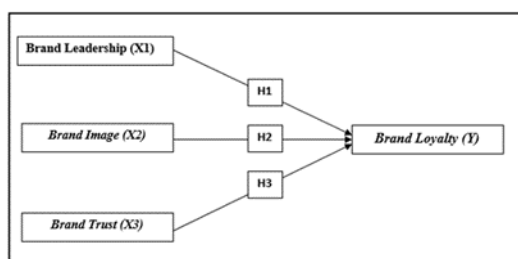 Brand Leadership (X1)
H1
Brand Image (X2)
H2
Brand Loyalty (Y)
H3
Brand Trust (X3)